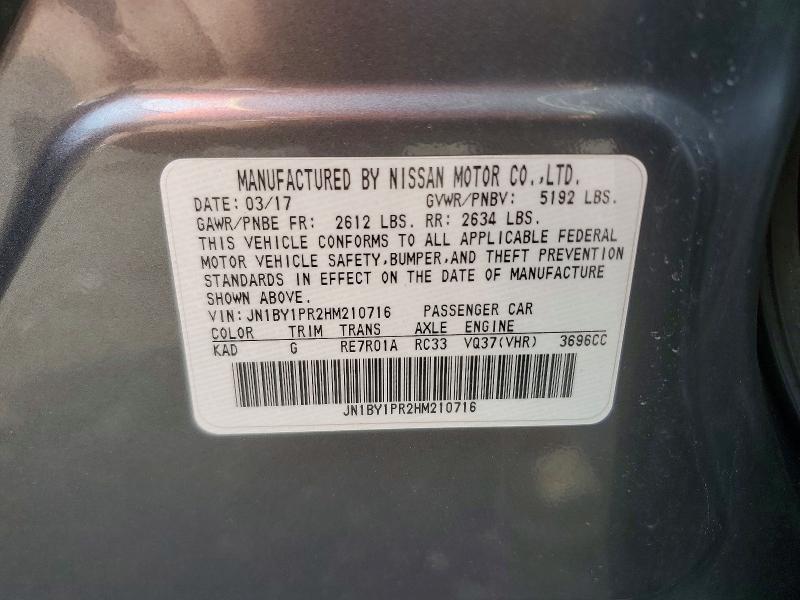 MANUFACTURED BY NISSAN MOTOR CO.,LTD.
DATE: 03/17 GVWR/PNBV: 5192 LBS.
GAWR/PNBE FR: 2612 LBS. RR: 2634 LBS.
THIS VEHICLE CONFORMS TO ALL APPLICABLE FEDERAL
MOTOR VEHICLE SAFETY,BUMPER,AND THEFT PREVENTION
STANDARDS IN EFFECT ON THE DATE OF MANUFACTURE
SHOWN ABOVE.
VIN: JN1BY1PR2HM210716 PASSENGER CAR
COLOR TRIM TRANS AXLE ENGINE
KAD G RE7R01A RC33 VQ37(VHR) 3696CC
JN1BY1PR2HM210716